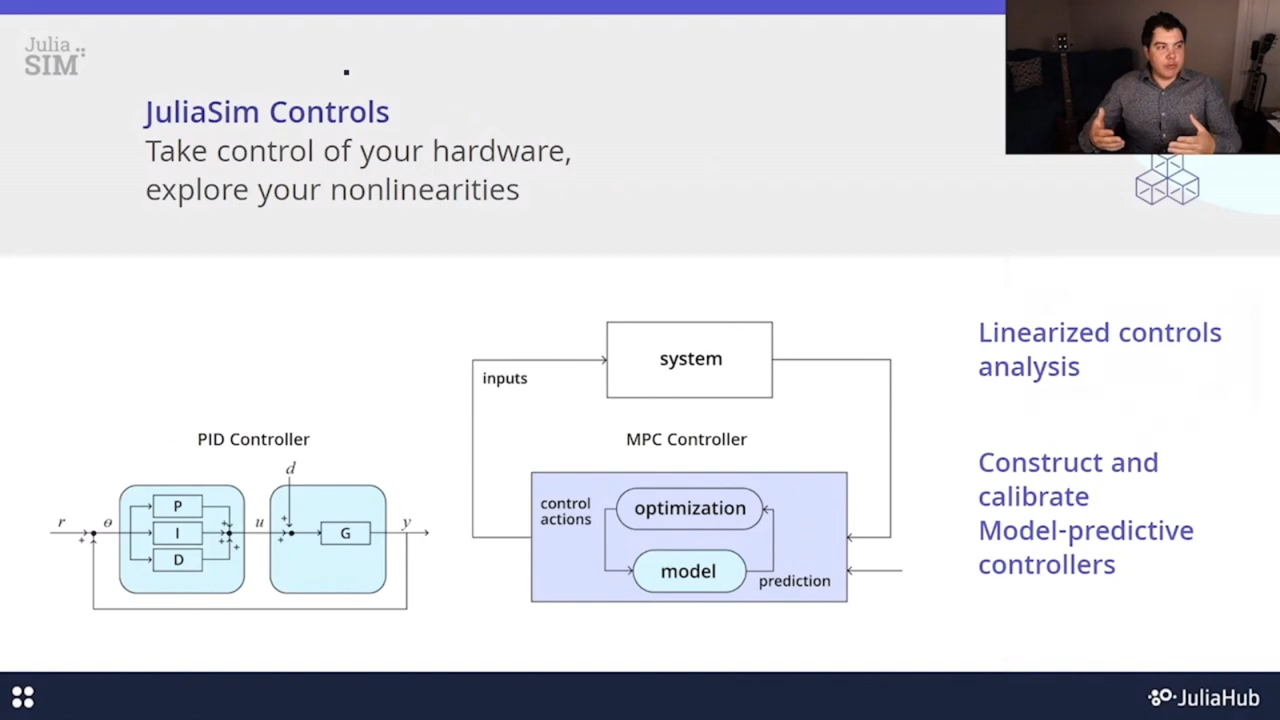 Julia
SIM
JuliaSim Controls
Take control of your hardware,
explore your nonlinearities
system
inputs
Linearized controls
analysis
PID Controller
MPC Controller
d
P
I
D
r
ɵ
u
G
y
+
+
+
+
+
+
control
actions
optimization
model
prediction
Construct and
calibrate
Model-predictive
controllers
JuliaHub